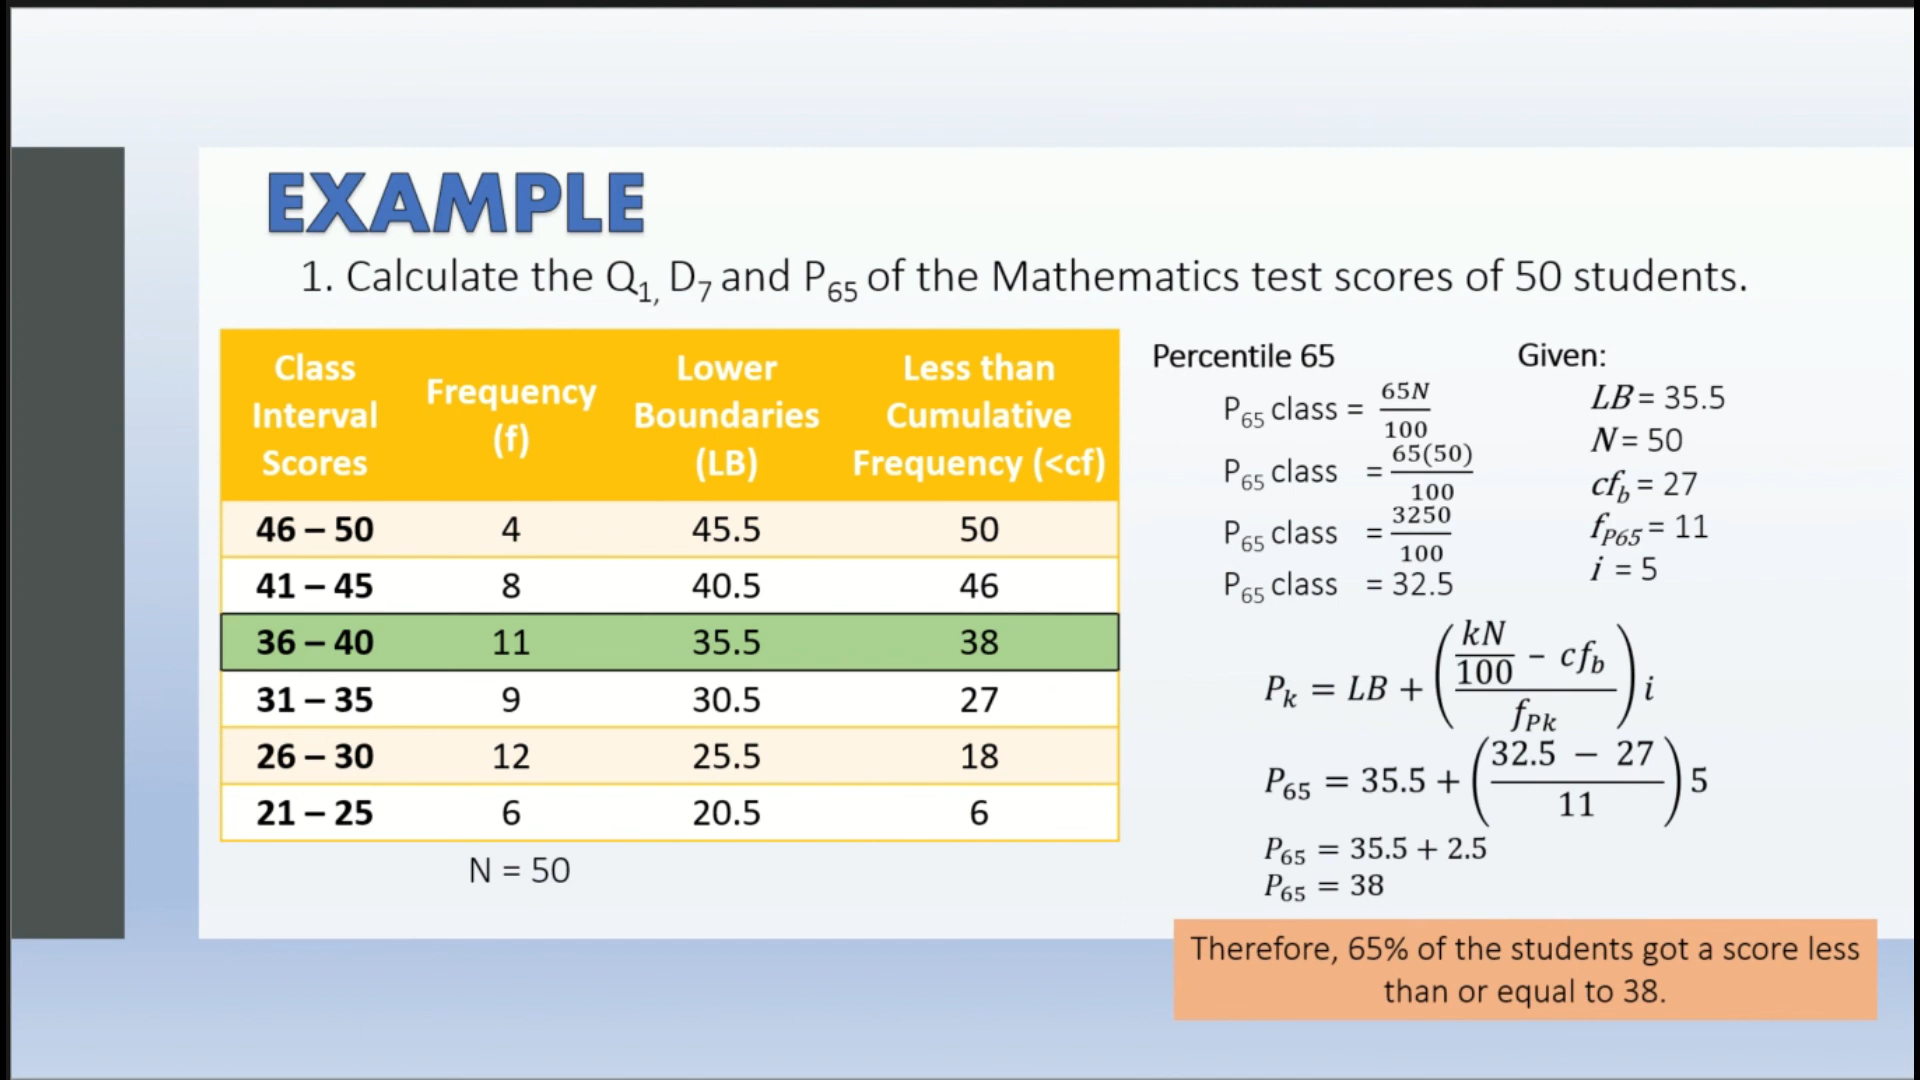 EXAMPLE
1. Calculate the Q1, D7 and P65 of the Mathematics test scores of 50 students.
Class Interval Scores Frequency (f) Lower Boundaries (LB) Less than Cumulative Frequency (<cf)
46 – 50 4 45.5 50
41 – 45 8 40.5 46
36 – 40 11 35.5 38
31 – 35 9 30.5 27
26 – 30 12 25.5 18
21 – 25 6 20.5 6
N = 50
Percentile 65
P65 class = 65N/100
P65 class = 65(50)/100
P65 class = 3250/100
P65 class = 32.5
Given:
LB = 35.5
N = 50
cfb = 27
fP65 = 11
i = 5
Pk = LB + ((kN/100 − cfb)/fPk) i
P65 = 35.5 + ((32.5 − 27)/11) 5
P65 = 35.5 + 2.5
P65 = 38
Therefore, 65% of the students got a score less
than or equal to 38.